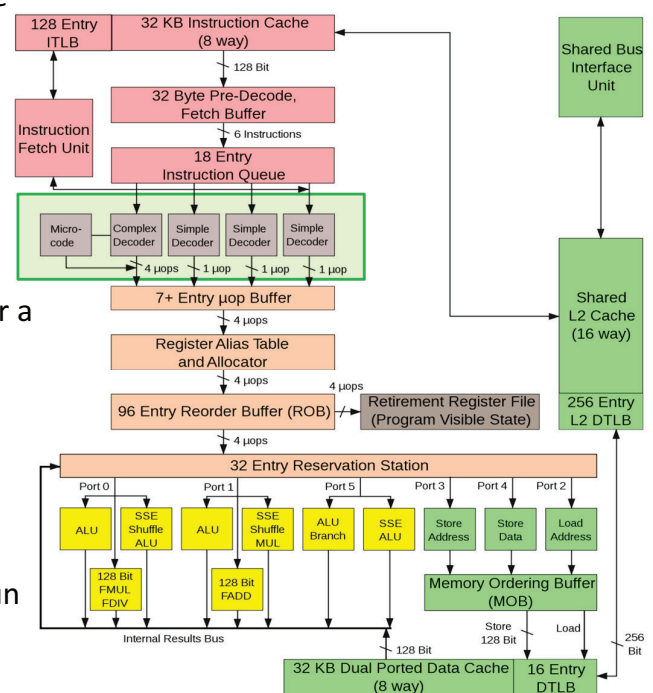 128 Entry
ITLB
32 KB Instruction Cache
(8 way)
Shared Bus
Interface
Unit
128 Bit
32 Byte Pre-Decode,
Fetch Buffer
Instruction
Fetch Unit
6 Instructions
18 Entry
Instruction Queue
Micro-
code
Complex
Decoder
Simple
Decoder
Simple
Decoder
Simple
Decoder
4 µops
1 µop
1 µop
1 µop
r a
7+ Entry µop Buffer
4 µops
Register Alias Table
and Allocator
Shared
L2 Cache
(16 way)
4 µops
4 µops
96 Entry Reorder Buffer (ROB)
Retirement Register File
(Program Visible State)
256 Entry
L2 DTLB
4 µops
32 Entry Reservation Station
Port 0
Port 1
Port 5
Port 3
Port 4
Port 2
ALU
SSE
Shuffle
ALU
ALU
SSE
Shuffle
MUL
ALU
Branch
SSE
ALU
Store
Address
Store
Data
Load
Address
128 Bit
FMUL
FDIV
128 Bit
FADD
Memory Ordering Buffer
(MOB)
un
Internal Results Bus
Store
128 Bit
Load
256
Bit
128 Bit
32 KB Dual Ported Data Cache
(8 way)
16 Entry
DTLB